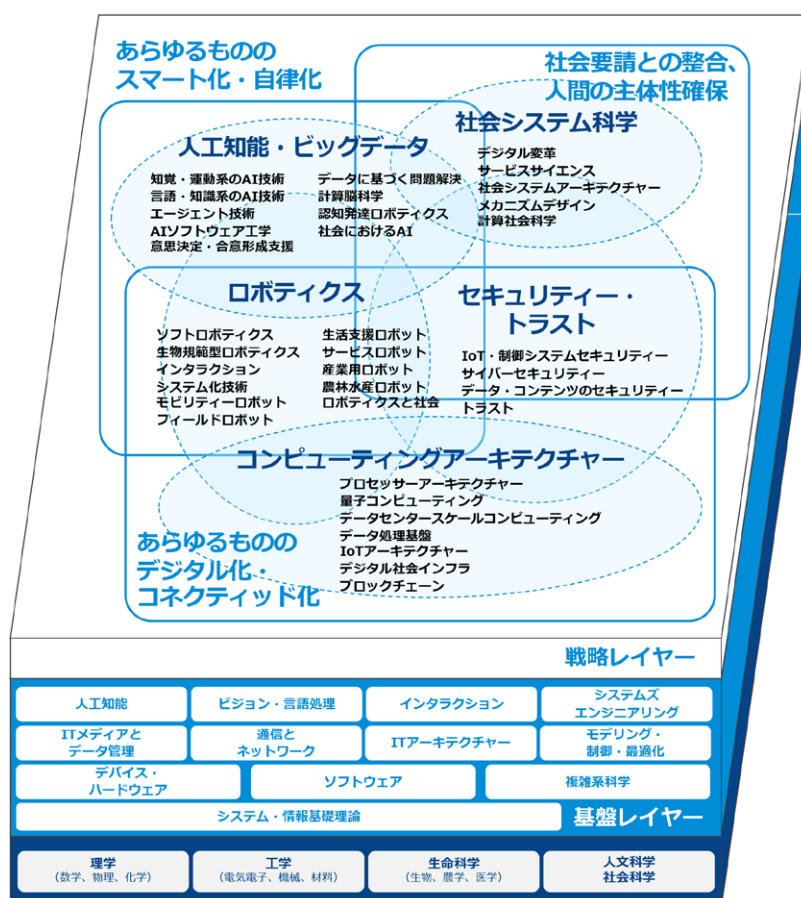 あらゆるものの
スマート化・自律化
社会要請との整合、
人間の主体性確保
人工知能・ビッグデータ
知覚・運動系のAI技術
言語・知識系のAI技術
エージェント技術
AIソフトウェア工学
意思決定・合意形成支援
データに基づく問題解決
計算脳科学
認知発達ロボティクス
社会におけるAI
社会システム科学
デジタル変革
サービスサイエンス
社会システムアーキテクチャー
メカニズムデザイン
計算社会科学
ロボティクス
ソフトロボティクス
生物規範型ロボティクス
インタラクション
システム化技術
モビリティーロボット
フィールドロボット
生活支援ロボット
サービスロボット
産業用ロボット
農林水産ロボット
ロボティクスと社会
セキュリティー・
トラスト
IoT・制御システムセキュリティー
サイバーセキュリティー
データ・コンテンツのセキュリティー
トラスト
コンピューティングアーキテクチャー
プロセッサーアーキテクチャー
量子コンピューティング
データセンタースケールコンピューティング
データ処理基盤
IoTアーキテクチャー
デジタル社会インフラ
ブロックチェーン
あらゆるものの
デジタル化・
コネクティッド化
戦略レイヤー
人工知能
ビジョン・言語処理
インタラクション
システムズ
エンジニアリング
ITメディアと
データ管理
通信と
ネットワーク
ITアーキテクチャー
モデリング・
制御・最適化
デバイス・
ハードウェア
ソフトウェア
複雑系科学
システム・情報基礎理論
基盤レイヤー
理学
（数学、物理、化学）
工学
（電気電子、機械、材料）
生命科学
（生物、農学、医学）
人文科学
社会科学